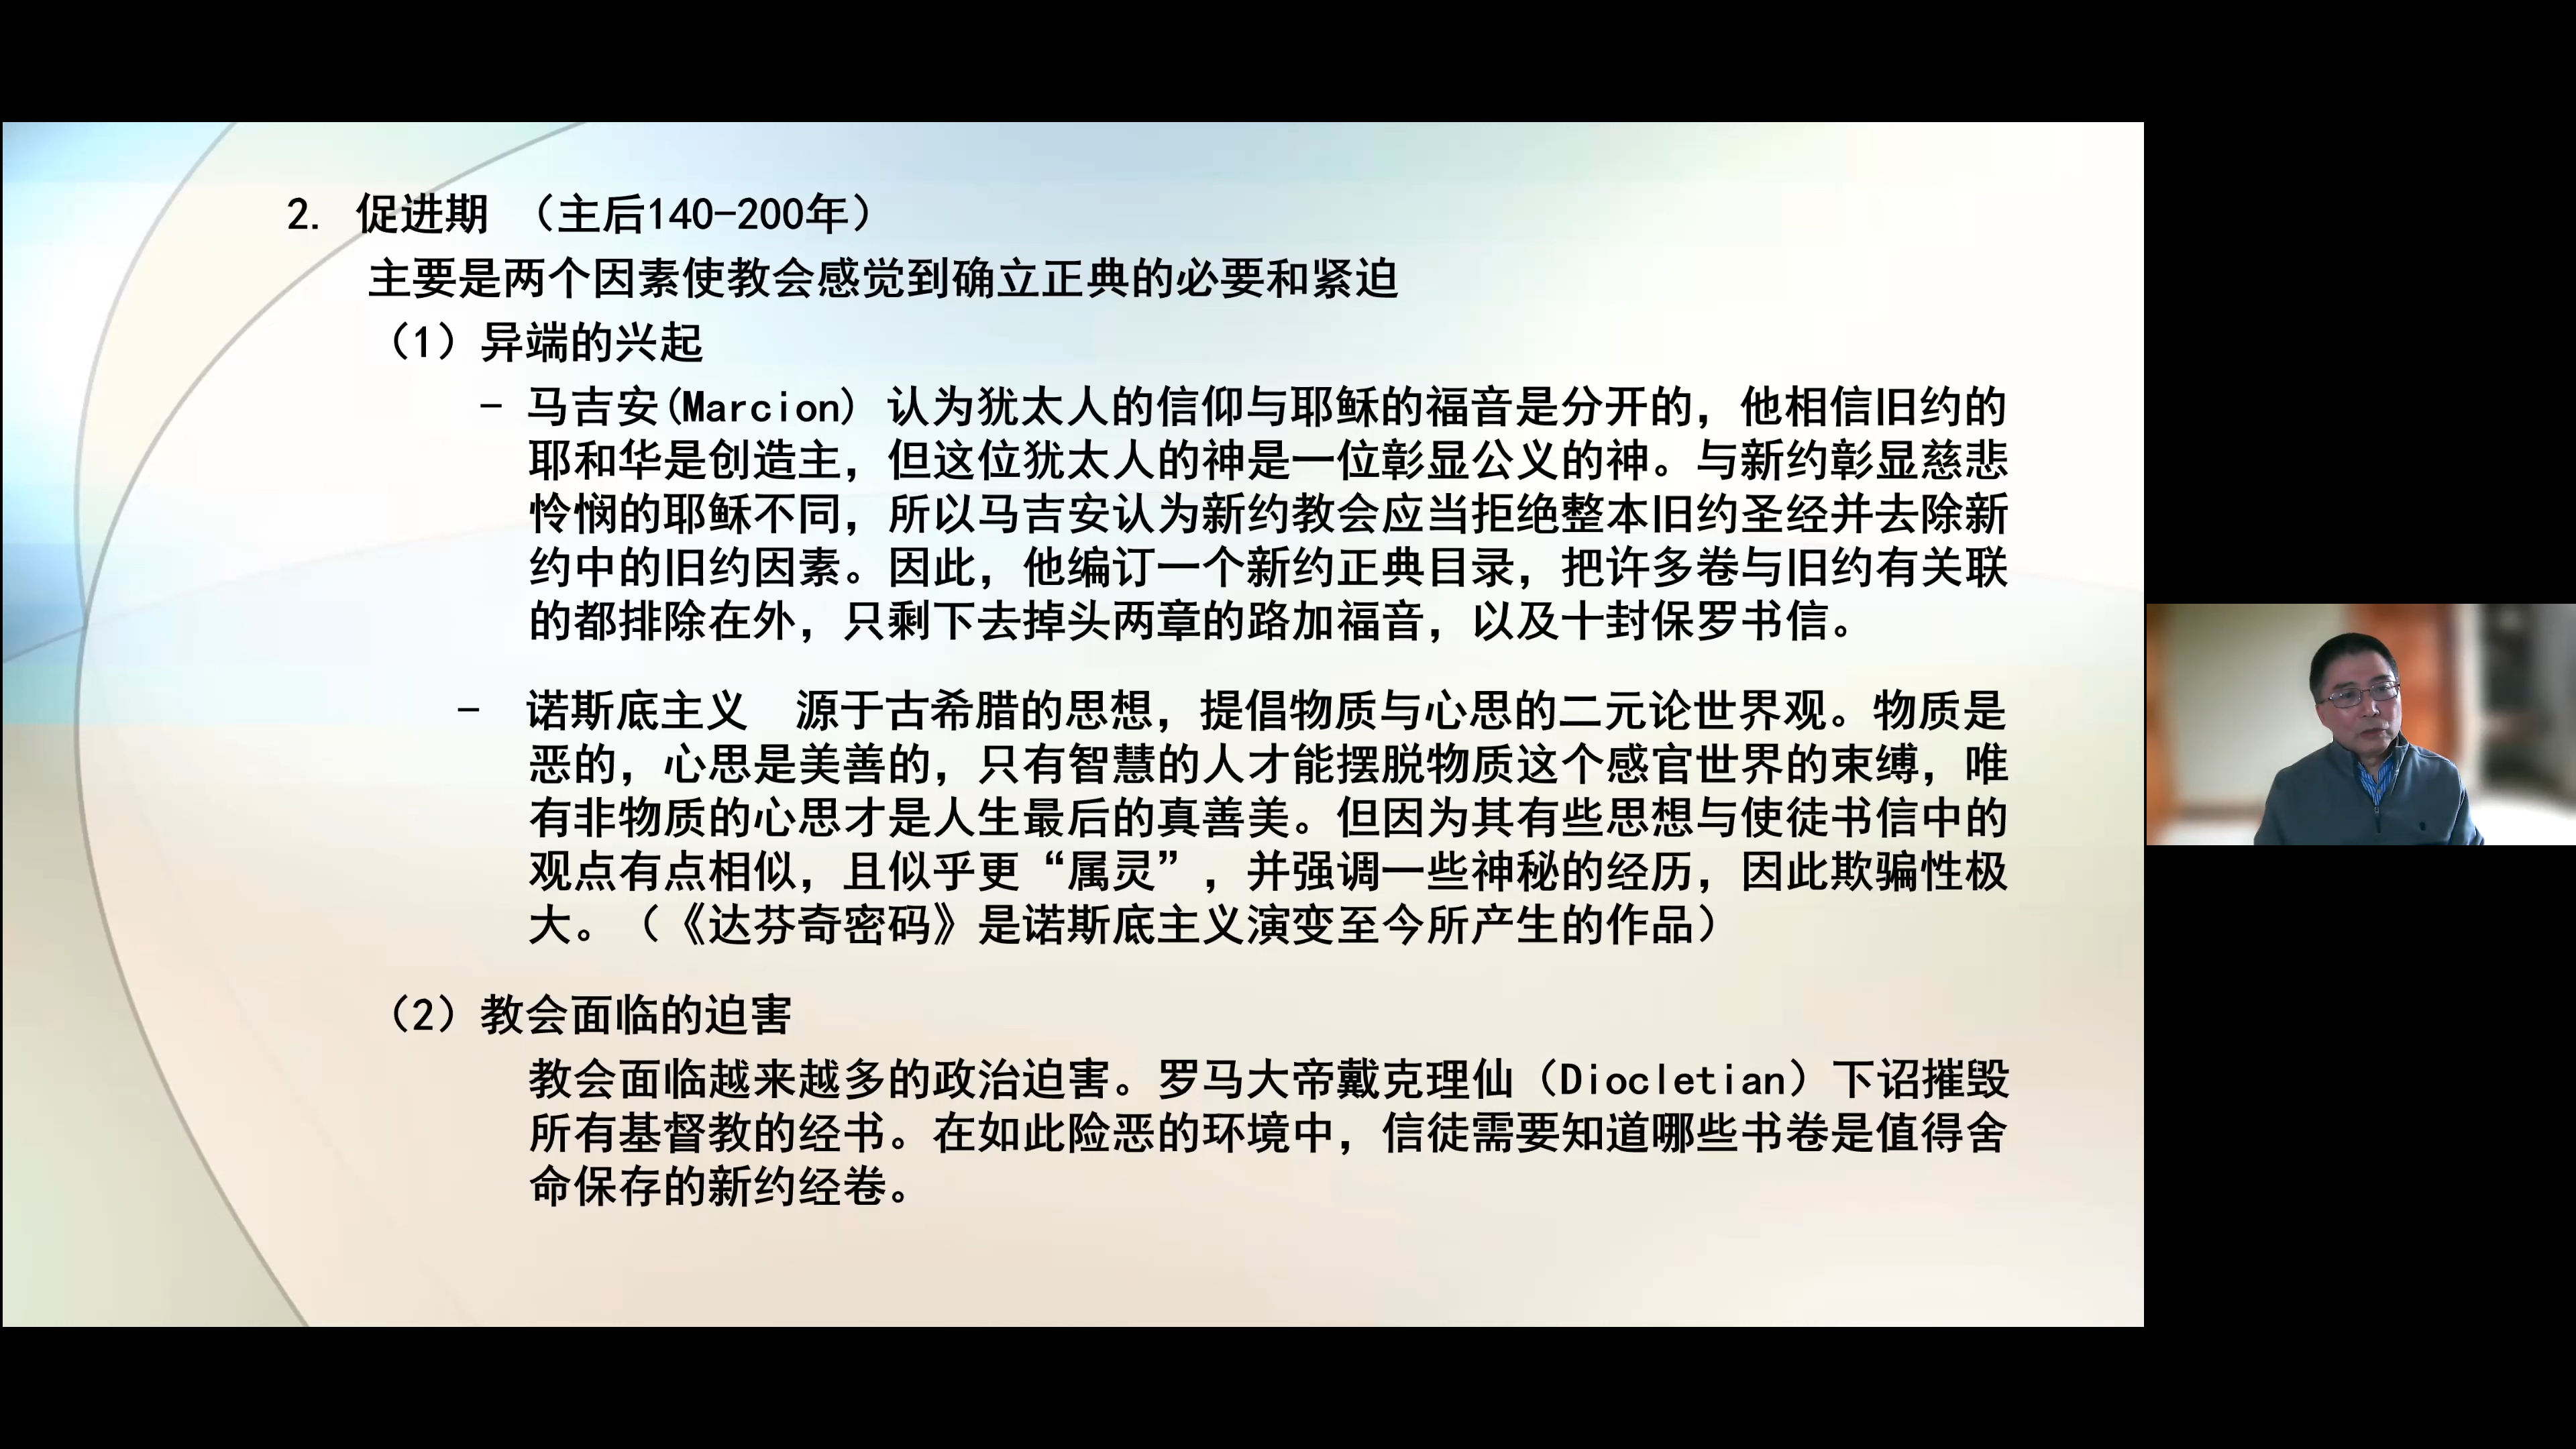 2. 促进期 （主后140-200年）
主要是两个因素使教会感觉到确立正典的必要和紧迫
（1）异端的兴起
- 马吉安(Marcion) 认为犹太人的信仰与耶稣的福音是分开的，他相信旧约的
耶和华是创造主，但这位犹太人的神是一位彰显公义的神。与新约彰显慈悲
怜悯的耶稣不同，所以马吉安认为新约教会应当拒绝整本旧约圣经并去除新
约中的旧约因素。因此，他编订一个新约正典目录，把许多卷与旧约有关联
的都排除在外，只剩下去掉头两章的路加福音，以及十封保罗书信。
- 诺斯底主义 源于古希腊的思想，提倡物质与心思的二元论世界观。物质是
恶的，心思是美善的，只有智慧的人才能摆脱物质这个感官世界的束缚，唯
有非物质的心思才是人生最后的真善美。但因为其有些思想与使徒书信中的
观点有点相似，且似乎更“属灵”，并强调一些神秘的经历，因此欺骗性极
大。（《达芬奇密码》是诺斯底主义演变至今所产生的作品）
（2）教会面临的迫害
教会面临越来越多的政治迫害。罗马大帝戴克理仙（Diocletian）下诏摧毁
所有基督教的经书。在如此险恶的环境中，信徒需要知道哪些书卷是值得舍
命保存的新约经卷。